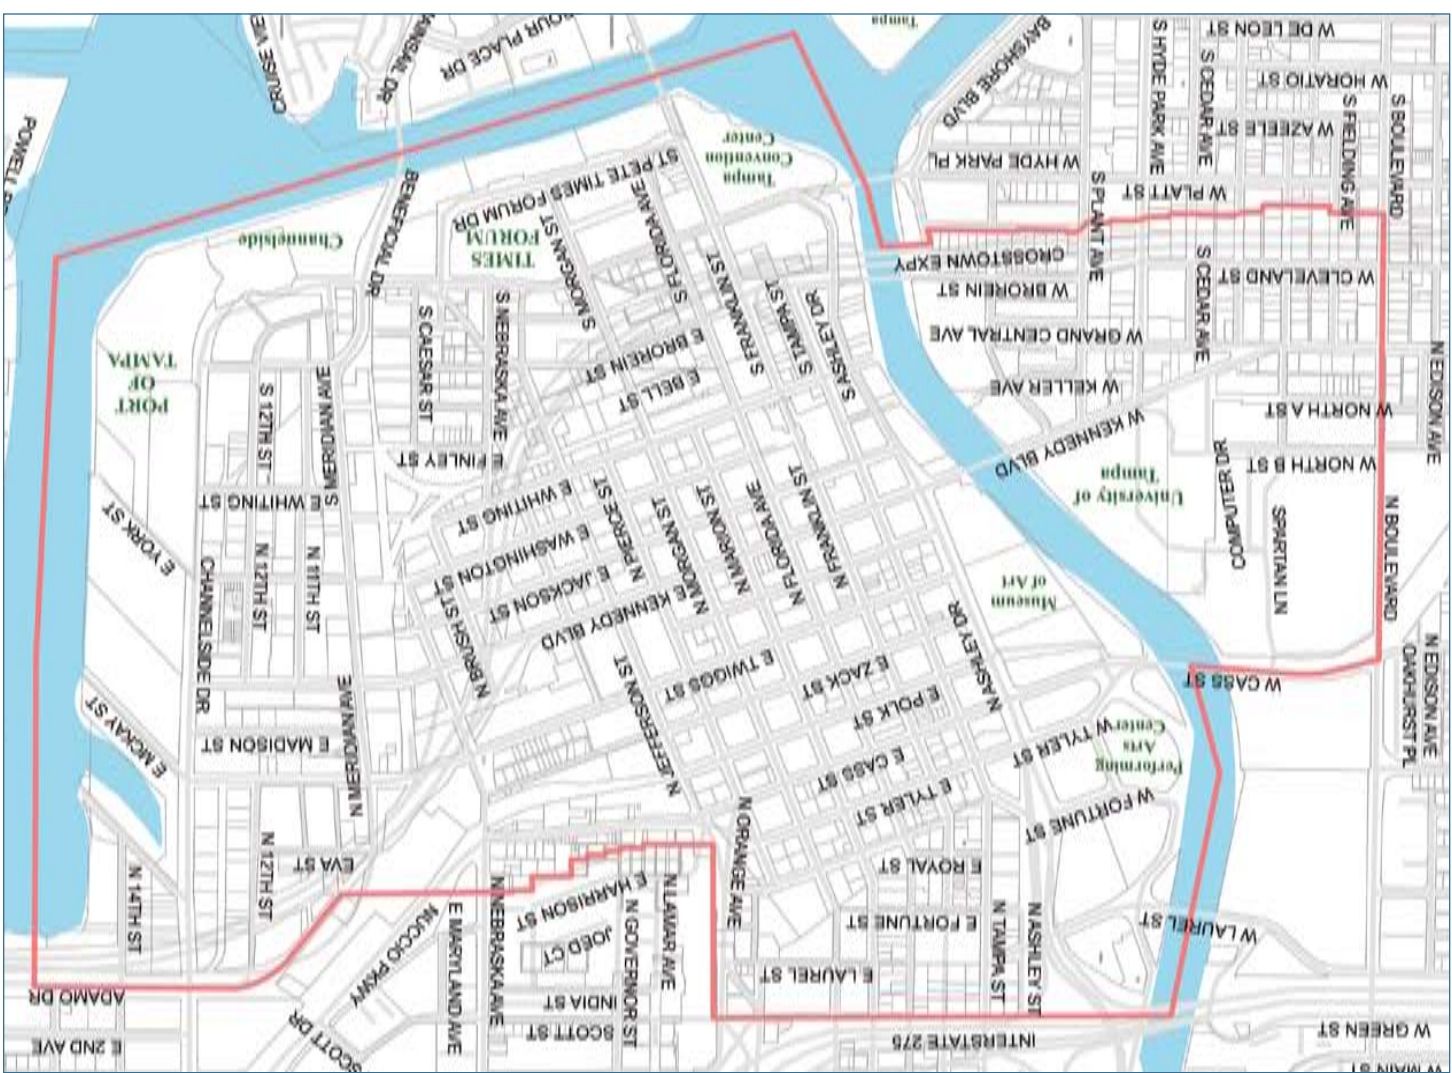 W MAIN ST
W GREEN ST
INTERSTATE 275
SCOTT ST
SCOTT DR
E 2ND AVE
INDIA ST
ADAMO DR
E LAUREL ST
W LAUREL ST
N ASHLEY ST
N TAMPA ST
E FORTUNE ST
N LAMAR AVE
N GOVERNOR ST
JOED CT
E HARRISON ST
N NEBRASKA AVE
E MARYLAND AVE
NUCCIO PKWY
N 14TH ST
E ROYAL ST
N ORANGE AVE
EVA ST
N 12TH ST
W FORTUNE ST
E TYLER ST
Performing
Arts
Center
W TYLER ST
E CASS ST
N EDISON AVE
OAKHURST PL
W CASS ST
N ASHLEY DR
E POLK ST
E ZACK ST
E TWIGGS ST
N JEFFERSON ST
N MERIDIAN AVE
E MADISON ST
E MCKAY ST
N BOULEVARD
SPARTAN LN
COMPUTER DR
Museum
of Art
E KENNEDY BLVD
E JACKSON ST
E WASHINGTON ST
E WHITING ST
N BRUSH ST
N 11TH ST
N 12TH ST
CHANNELSIDE DR
E YORK ST
University of
Tampa
N FRANKLIN ST
N FLORIDA AVE
N MARION ST
N MORGAN ST
N PIERCE ST
E WHITING ST
W NORTH B ST
W NORTH A ST
N EDISON AVE
W KENNEDY BLVD
E FINLEY ST
S MERIDIAN AVE
S 12TH ST
PORT
OF
TAMPA
W KELLER AVE
W GRAND CENTRAL AVE
S ASHLEY DR
S TAMPA ST
S FRANKLIN ST
E BELL ST
E BROREIN ST
S NEBRASKA AVE
S CAESAR ST
S CEDAR AVE
W CLEVELAND ST
W BROREIN ST
CROSSTOWN EXPY
S PLANT AVE
S FLORIDA AVE
S MORGAN ST
TIMES
FORUM
BENEFICIAL DR
Channelside
W PLATT ST
W HYDE PARK PL
Tampa
Convention
Center
ST PETE TIMES FORUM DR
S BOULEVARD
S FIELDING AVE
W AZEELE ST
W HORATIO ST
W DE LEON ST
S CEDAR AVE
S HYDE PARK AVE
BAYSHORE BLVD
Tampa
OUR PLACE DR
CRUISE
POWELL